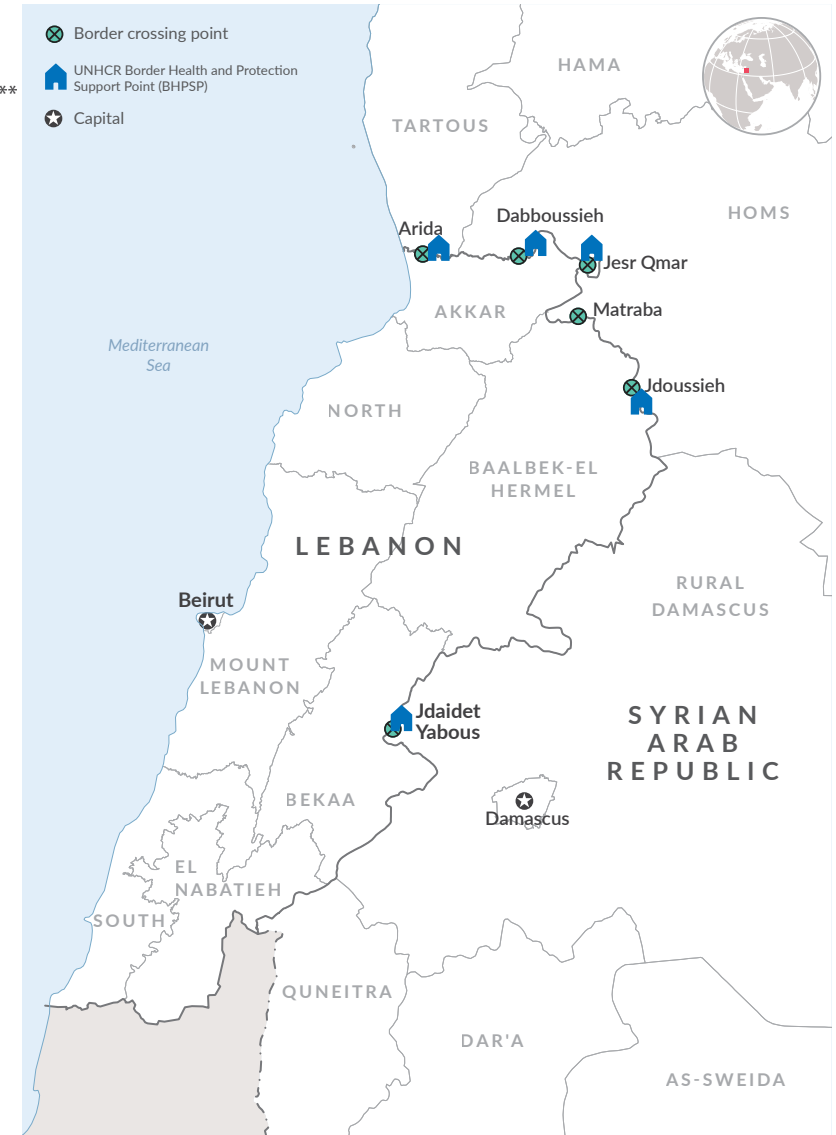 Border crossing point
**
UNHCR Border Health and Protection
Support Point (BHPSP)
Capital
HAMA
TARTOUS
HOMS
Arida
Dabboussieh
Jesr Qmar
AKKAR
Matraba
Mediterranean
Sea
Jdoussieh
NORTH
BAALBEK-EL
HERMEL
LEBANON
RURAL
DAMASCUS
Beirut
MOUNT
LEBANON
Jdaidet
Yabous
SYRIAN
ARAB
REPUBLIC
BEKAA
Damascus
EL
NABATIEH
SOUTH
QUNEITRA
DAR'A
AS-SWEIDA